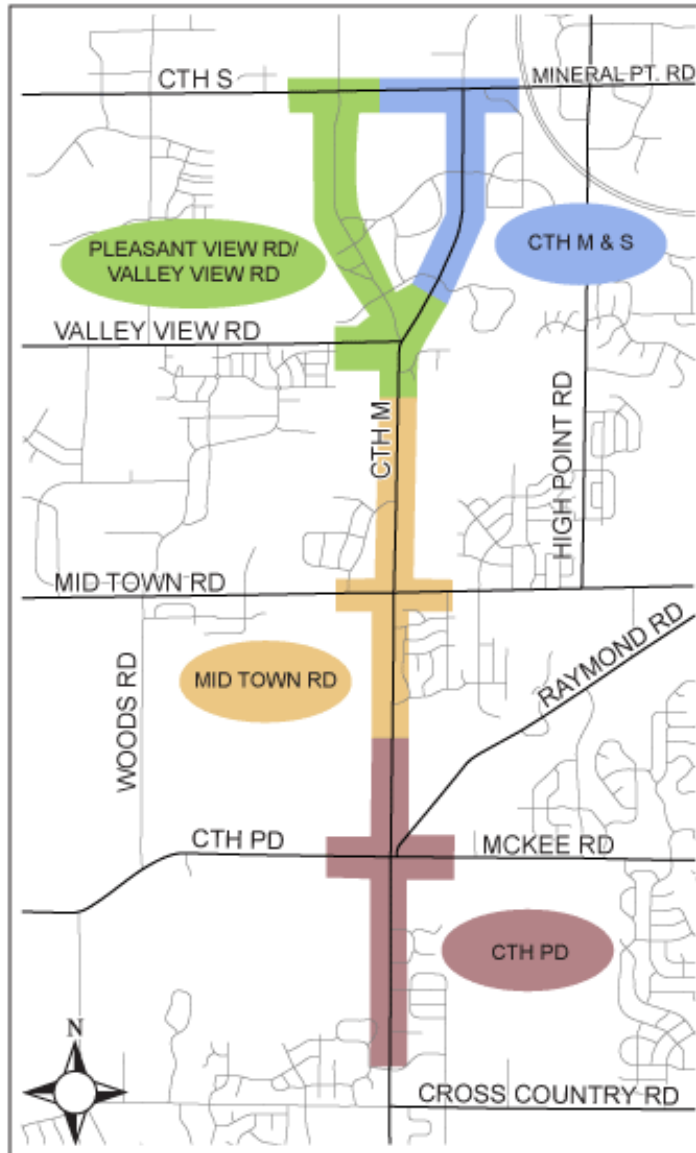 CTH S
MINERAL PT. RD
PLEASANT VIEW RD/
VALLEY VIEW RD
CTH M & S
VALLEY VIEW RD
CTH M
HIGH POINT RD
MID TOWN RD
RAYMOND RD
MID TOWN RD
WOODS RD
CTH PD
MCKEE RD
CTH PD
N
CROSS COUNTRY RD